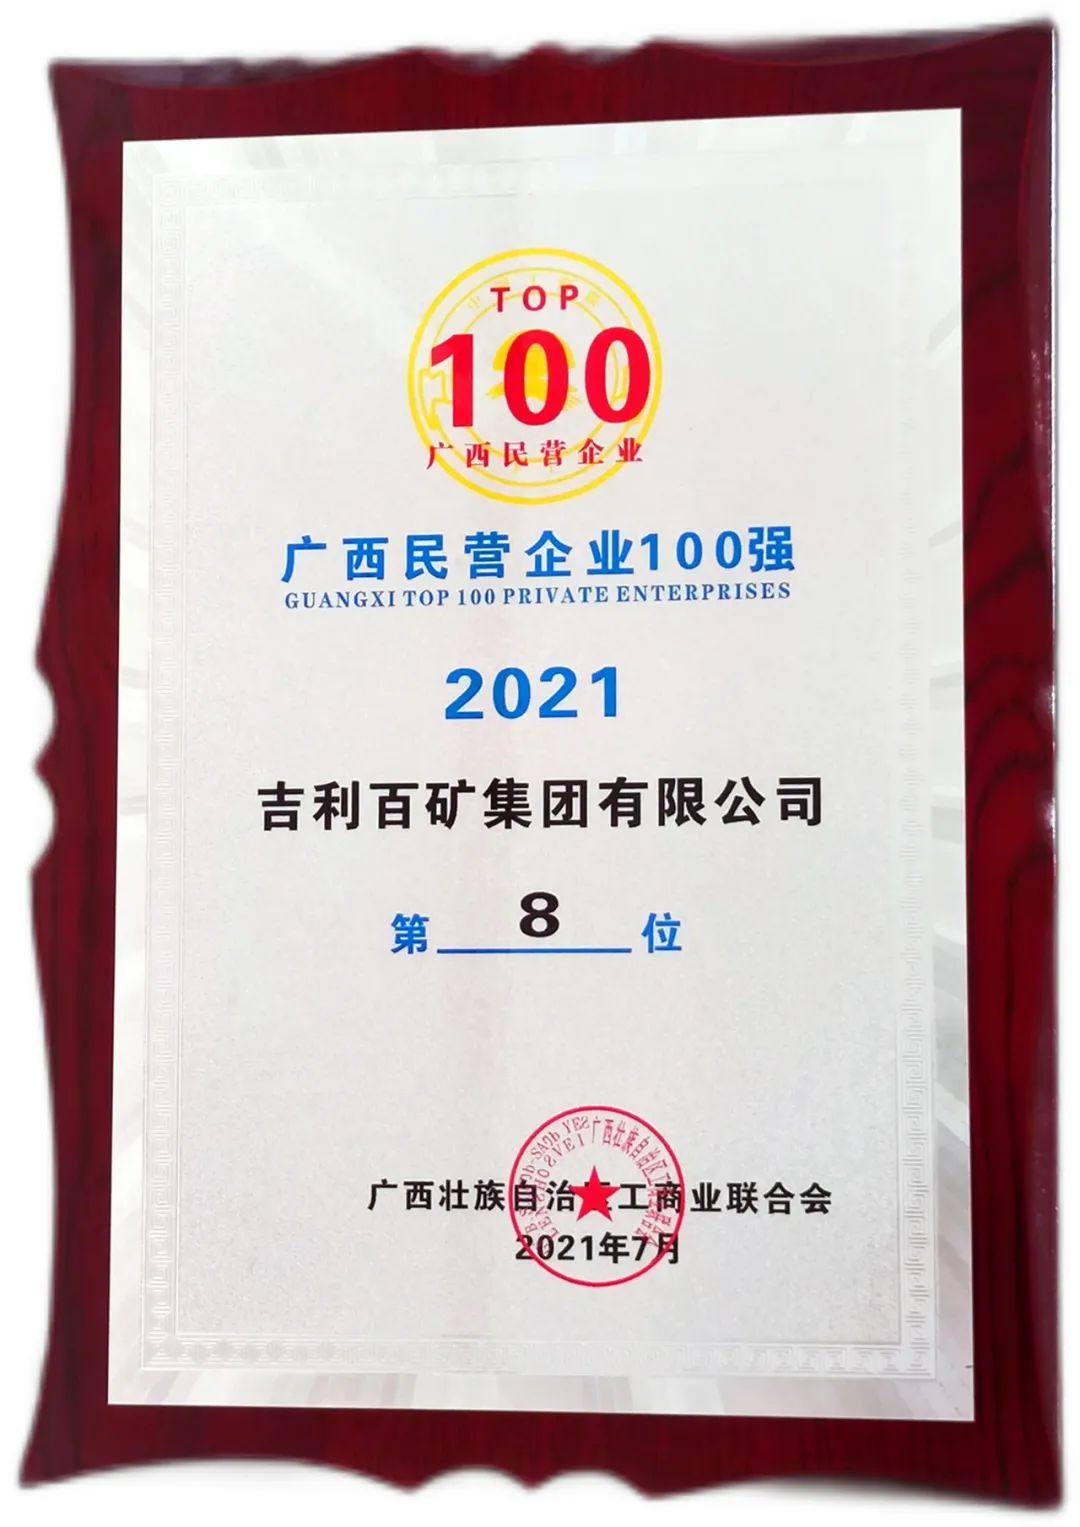 TOP
100
广西民营企业
广西民营企业100强
GUANGXI TOP 100 PRIVATE ENTERPRISES
2021
吉利百矿集团有限公司
第 8 位
广西壮族自治区工商业联合会
2021年7月